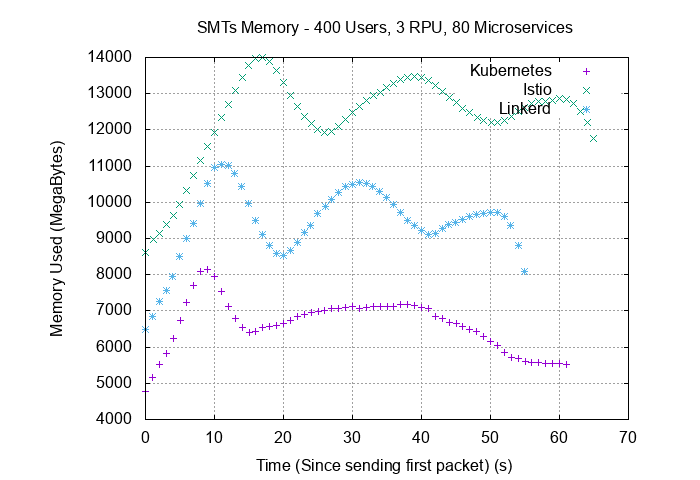 SMTs Memory - 400 Users, 3 RPU, 80 Microservices
14000
13000
12000
11000
10000
9000
8000
7000
6000
5000
4000
Memory Used (MegaBytes)
Kubernetes
Istio
Linkerd
0 10 20 30 40 50 60 70
Time (Since sending first packet) (s)